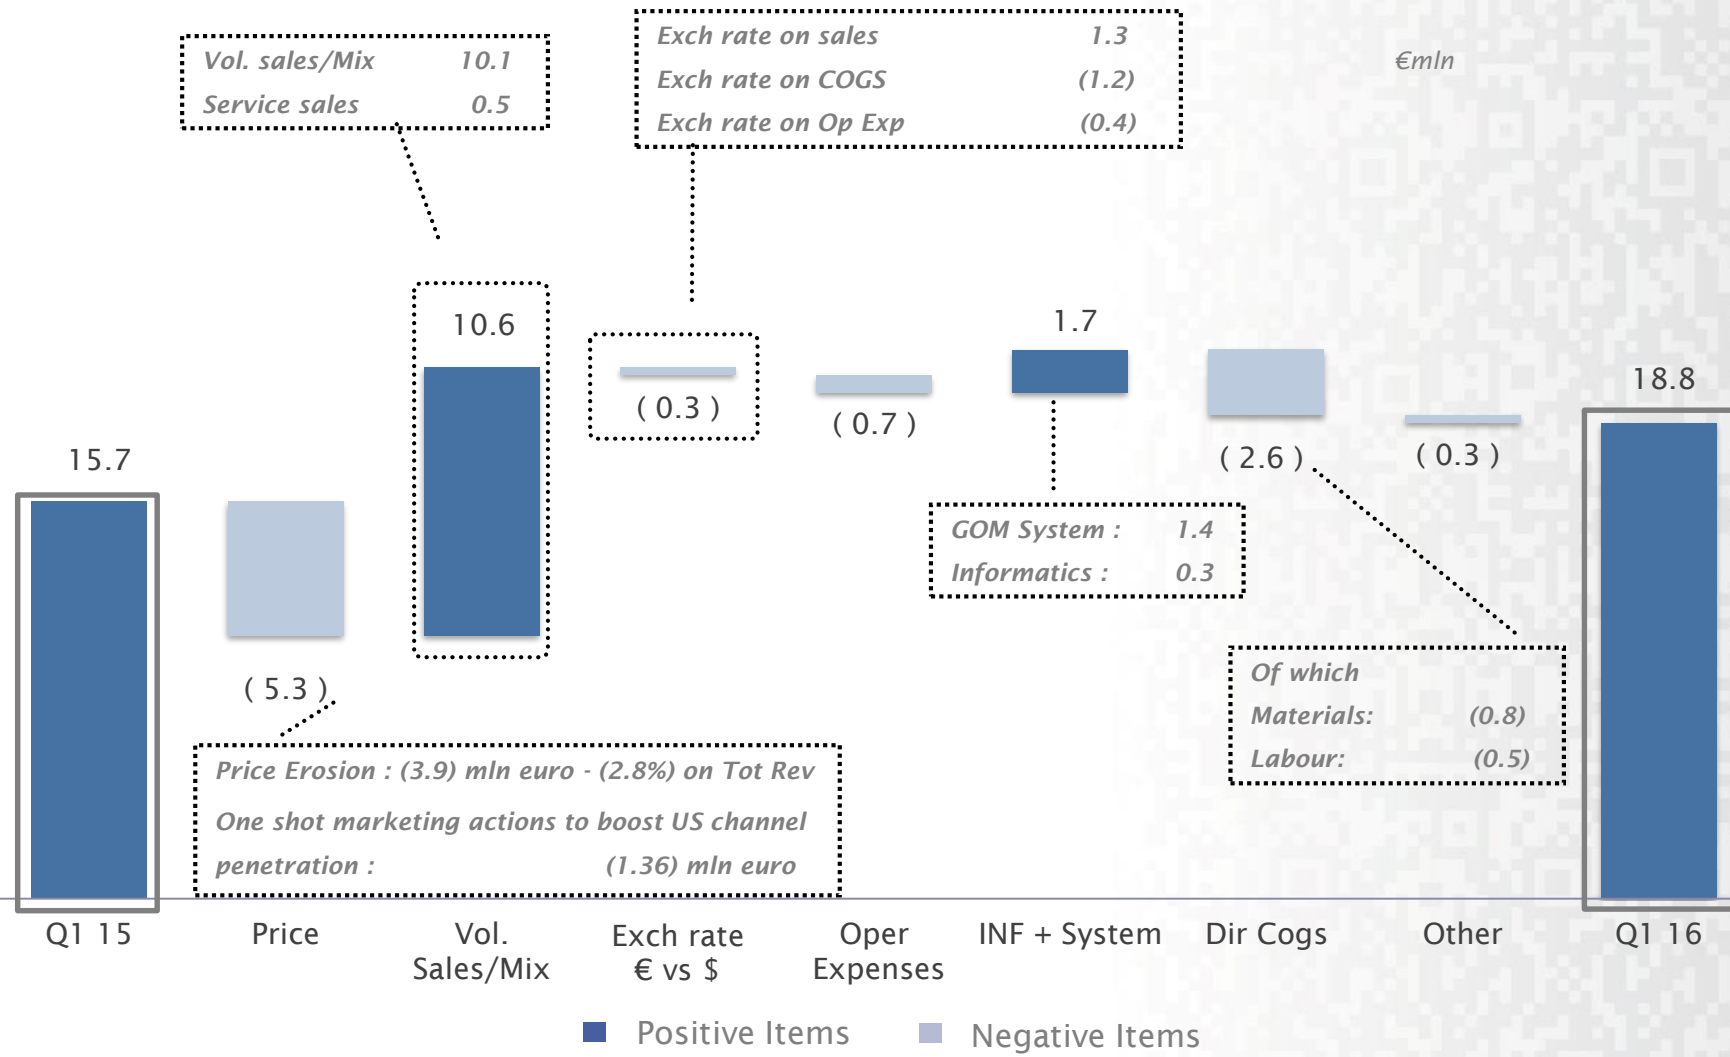 Vol. sales/Mix 10.1
Service sales 0.5
Exch rate on sales 1.3
Exch rate on COGS (1.2)
Exch rate on Op Exp (0.4)
€mln
15.7
( 5.3 )
10.6
( 0.3 )
( 0.7 )
1.7
( 2.6 )
( 0.3 )
18.8
GOM System : 1.4
Informatics : 0.3
Of which
Materials: (0.8)
Labour: (0.5)
Price Erosion : (3.9) mln euro - (2.8%) on Tot Rev
One shot marketing actions to boost US channel
penetration : (1.36) mln euro
Q1 15
Price
Vol.
Sales/Mix
Exch rate
€ vs $
Oper
Expenses
INF + System
Dir Cogs
Other
Q1 16
Positive Items
Negative Items